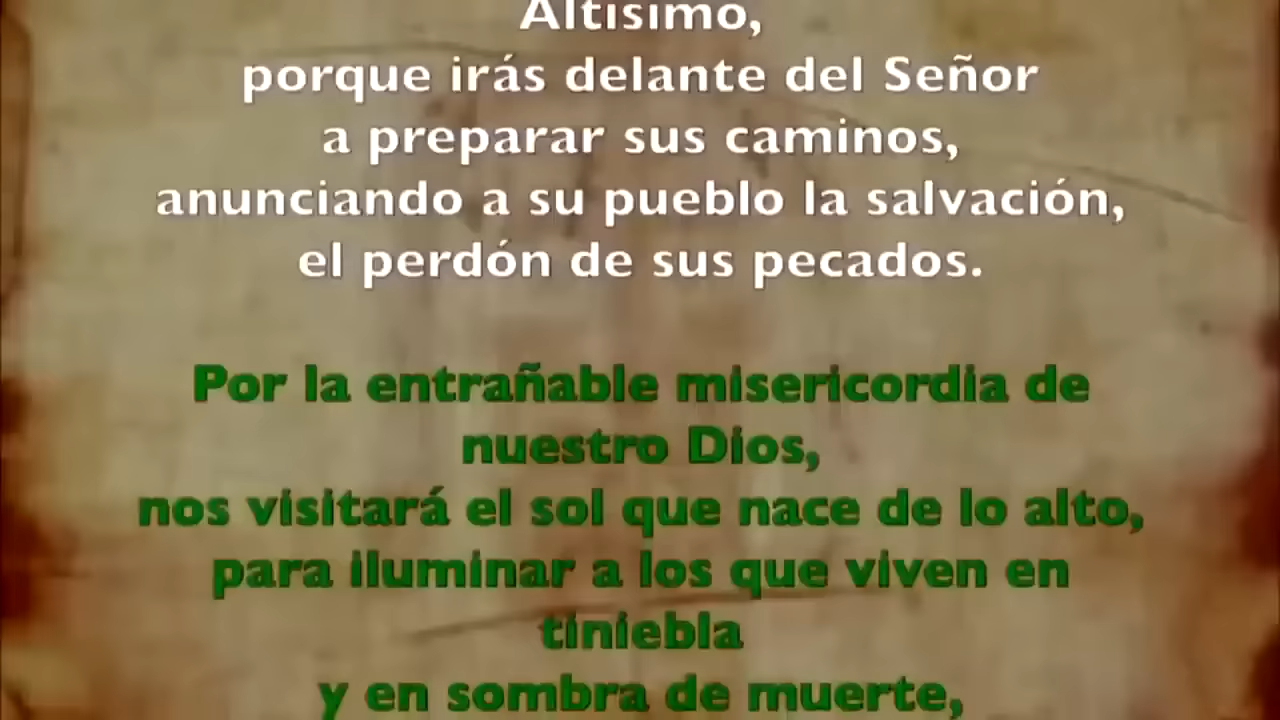 Altísimo,
porque irás delante del Señor
a preparar sus caminos,
anunciando a su pueblo la salvación,
el perdón de sus pecados.
Por la entrañable misericordia de
nuestro Dios,
nos visitará el sol que nace de lo alto,
para iluminar a los que viven en
tiniebla
y en sombra de muerte,